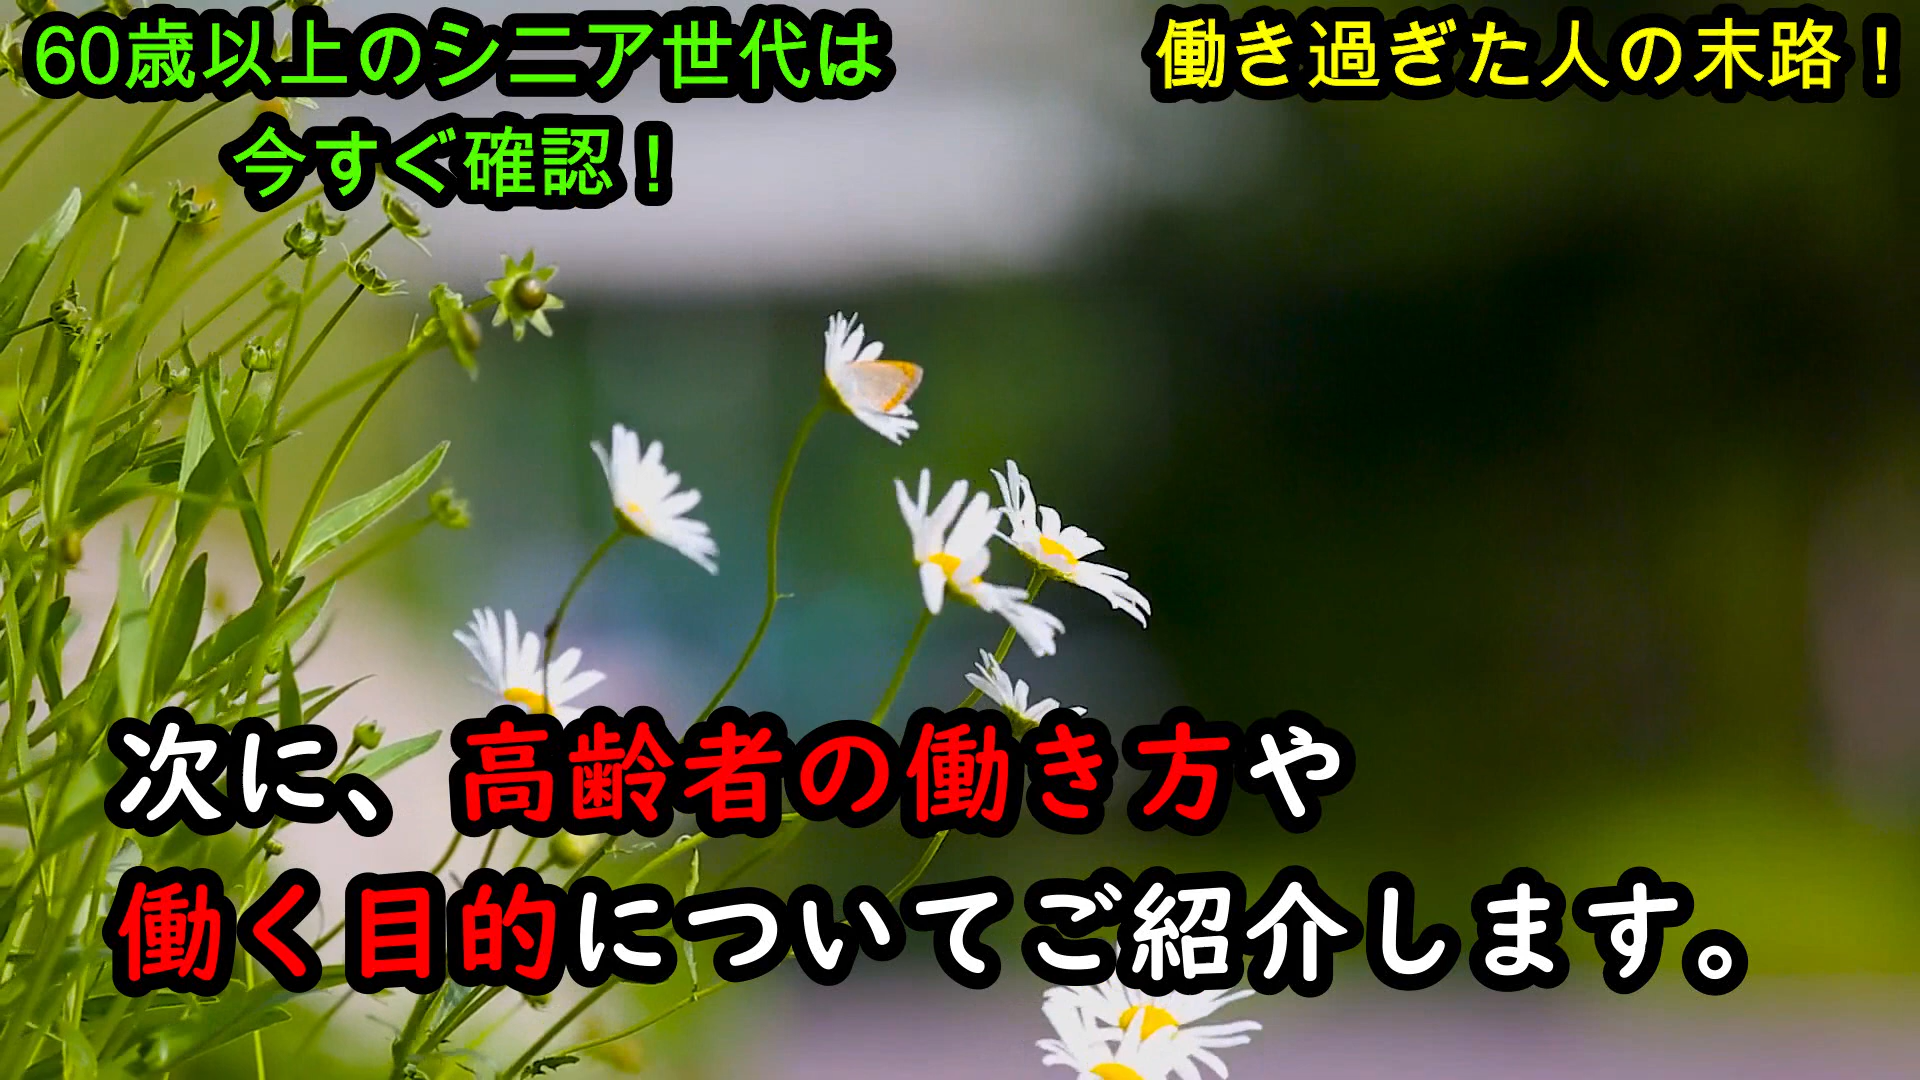 60歳以上のシニア世代は
今すぐ確認！
働き過ぎた人の末路！
次に、高齢者の働き方や
働く目的についてご紹介します。